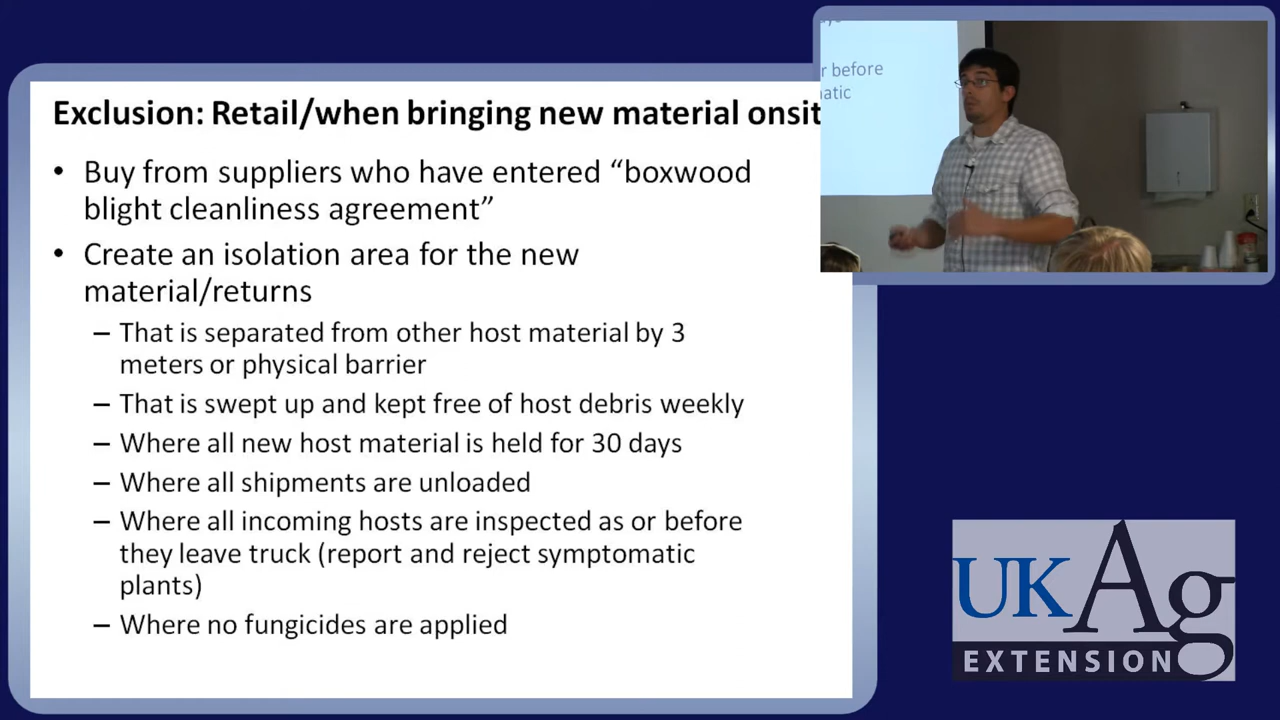 Exclusion: Retail/when bringing new material onsit
• Buy from suppliers who have entered “boxwood
blight cleanliness agreement”
• Create an isolation area for the new
material/returns
– That is separated from other host material by 3
meters or physical barrier
– That is swept up and kept free of host debris weekly
– Where all new host material is held for 30 days
– Where all shipments are unloaded
– Where all incoming hosts are inspected as or before
they leave truck (report and reject symptomatic
plants)
– Where no fungicides are applied
r before
natic
UKAg
EXTENSION